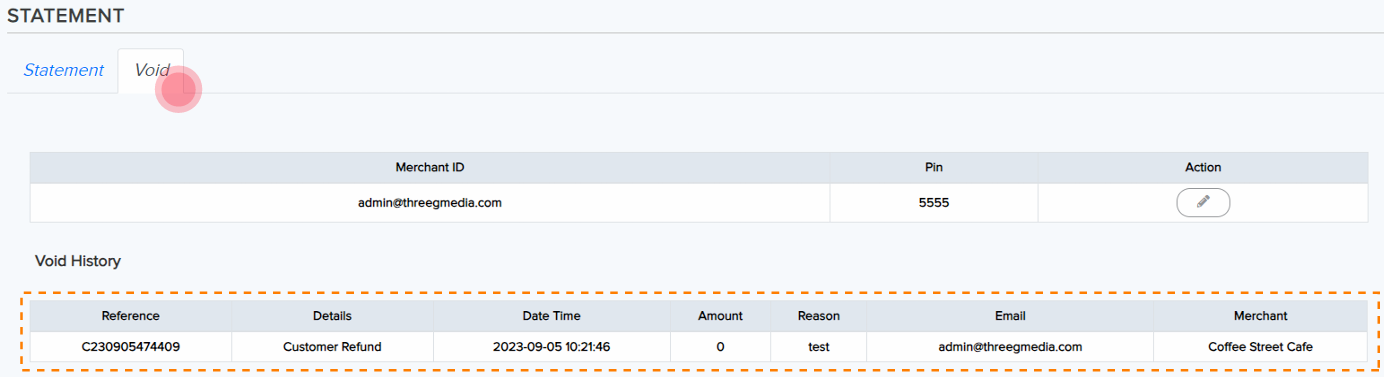 STATEMENT
Statement Void
Merchant ID Pin Action
admin@threegmedia.com 5555
Void History
Reference Details Date Time Amount Reason Email Merchant
C230905474409 Customer Refund 2023-09-05 10:21:46 0 test admin@threegmedia.com Coffee Street Cafe